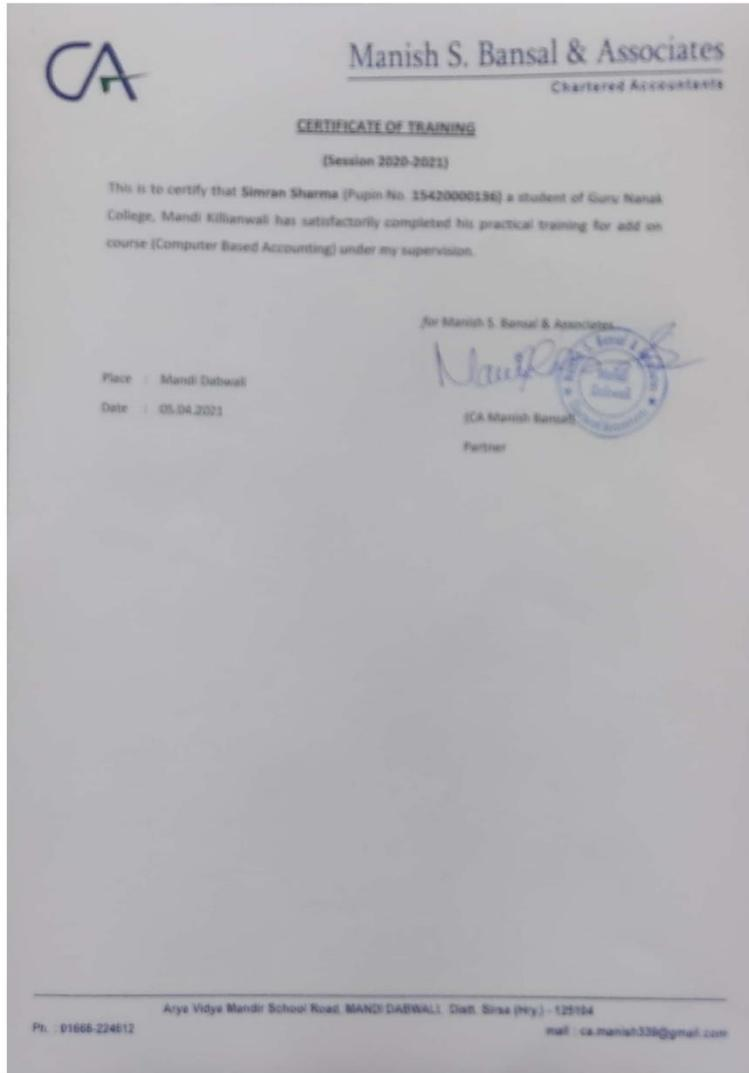 CA
Manish S. Bansal & Associates
Chartered Accountants
CERTIFICATE OF TRAINING
(Session 2020-2021)
This is to certify that Simran Sharma (Pupin No. 15420000136) a student of Guru Nanak
College, Mandi Killianwali has satisfactorily completed his practical training for add on
course (Computer Based Accounting) under my supervision.
for Manish S. Bansal & Associates
Place : Mandi Dabwali
Date : 05.04.2021
(CA Manish Bansal)
Partner
Arya Vidya Mandir School Road, MANDI DABWALI, Distt. Sirsa (Hry.) - 125104
Ph. : 01668-224612
mail : ca.manish339@gmail.com